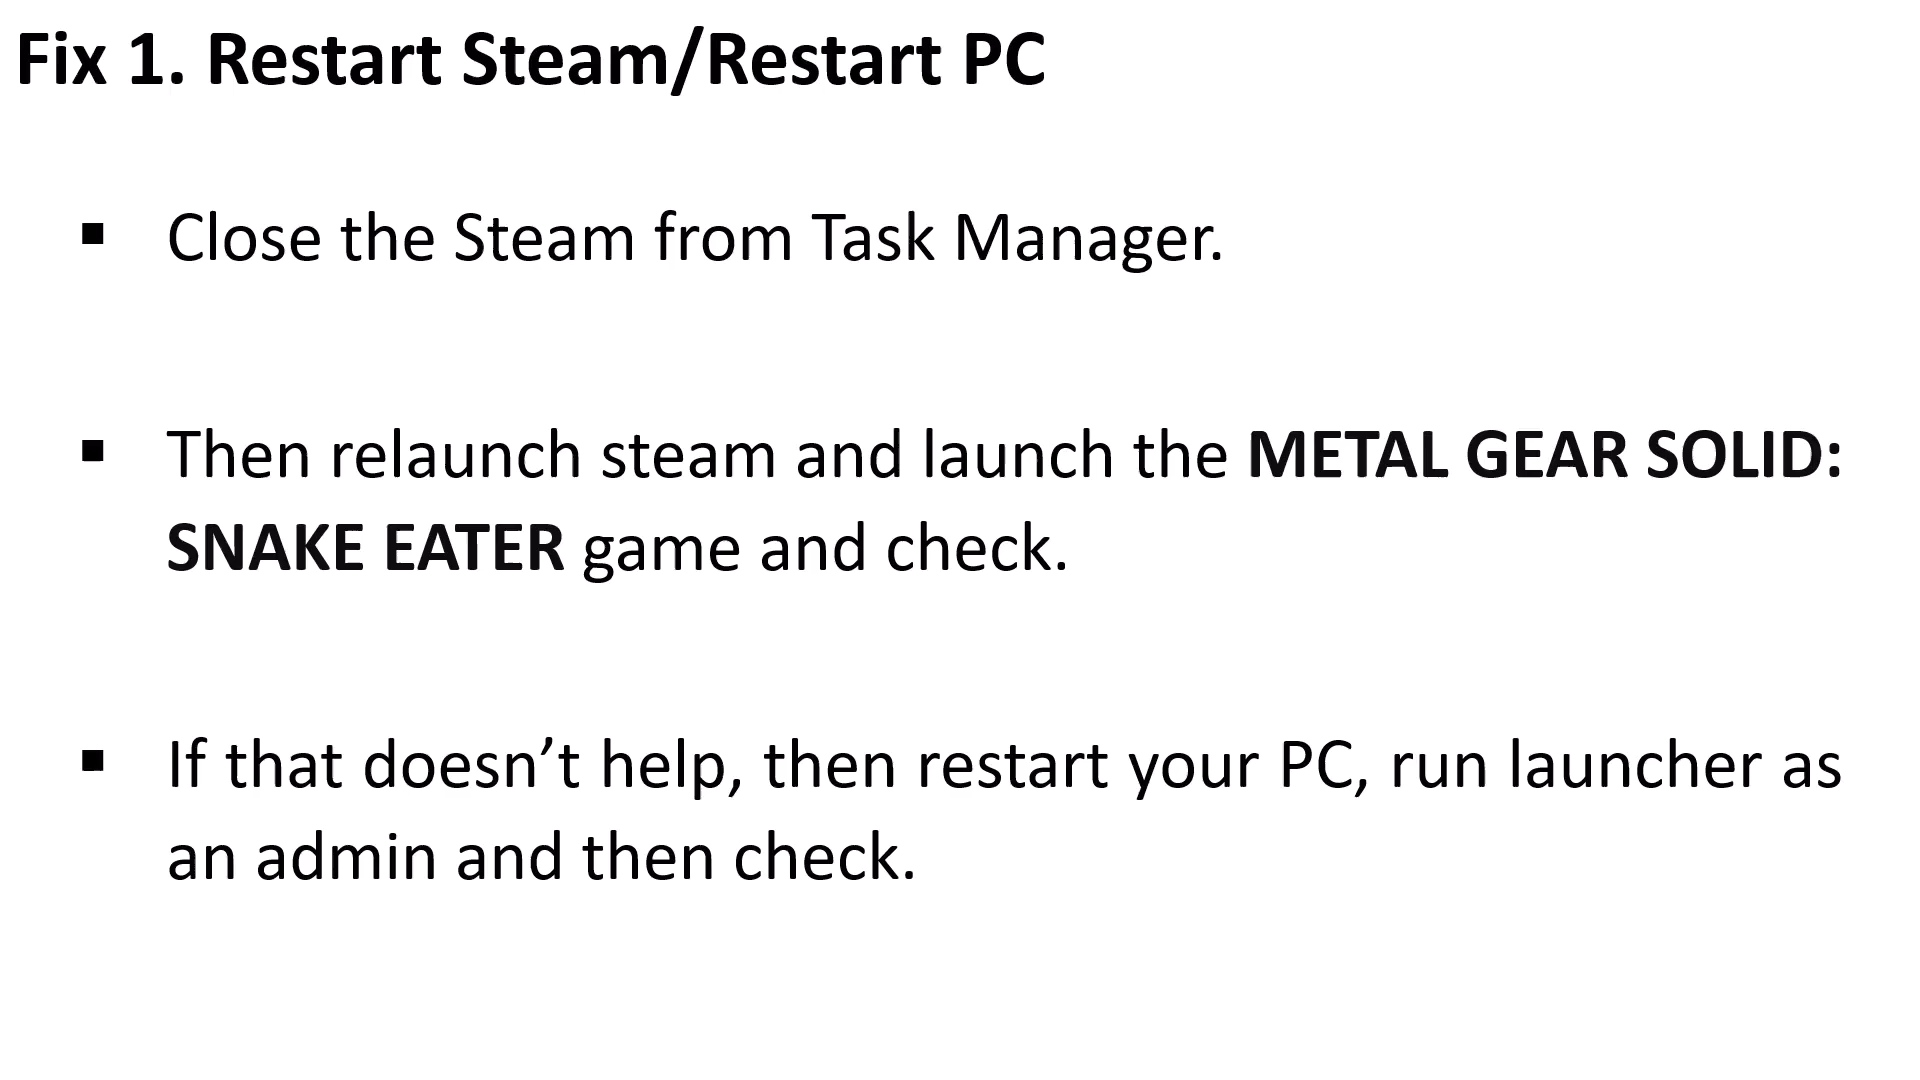 Fix 1. Restart Steam/Restart PC
▪ Close the Steam from Task Manager.
▪ Then relaunch steam and launch the METAL GEAR SOLID:
SNAKE EATER game and check.
▪ If that doesn’t help, then restart your PC, run launcher as
an admin and then check.